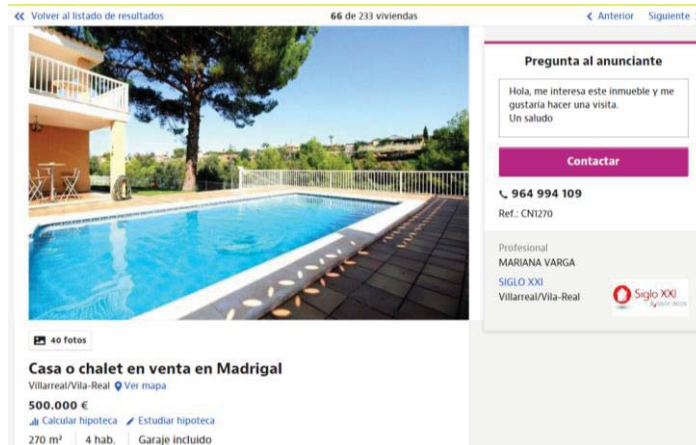 Volver al listado de resultados
66 de 233 viviendas
Anterior Siguiente
Pregunta al anunciante
Hola, me interesa este inmueble y me
gustaría hacer una visita.
Un saludo
Contactar
964 994 109
Ref.: CN1270
Profesional
MARIANA VARGA
SIGLO XXI
Villarreal/Vila-Real
Siglo XXI
40 fotos
Casa o chalet en venta en Madrigal
Villarreal/Vila-Real Ver mapa
500.000 €
Calcular hipoteca Estudiar hipoteca
270 m² 4 hab. Garaje incluido